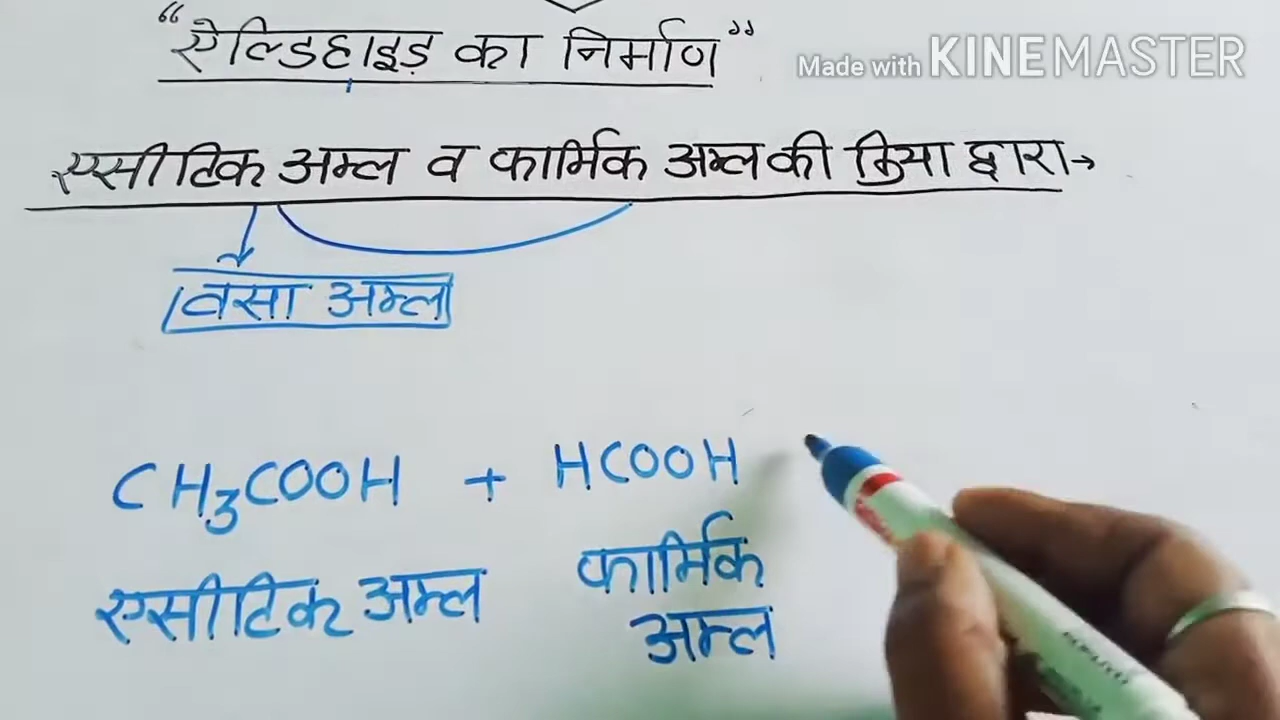 “ऐल्डिहाइड का निर्माण”
Made with KINEMASTER
एसीटिक अम्ल व फार्मिक अम्ल की क्रिया द्वारा→
वसा अम्ल
CH₃COOH + HCOOH
एसीटिक अम्ल फार्मिक
अम्ल